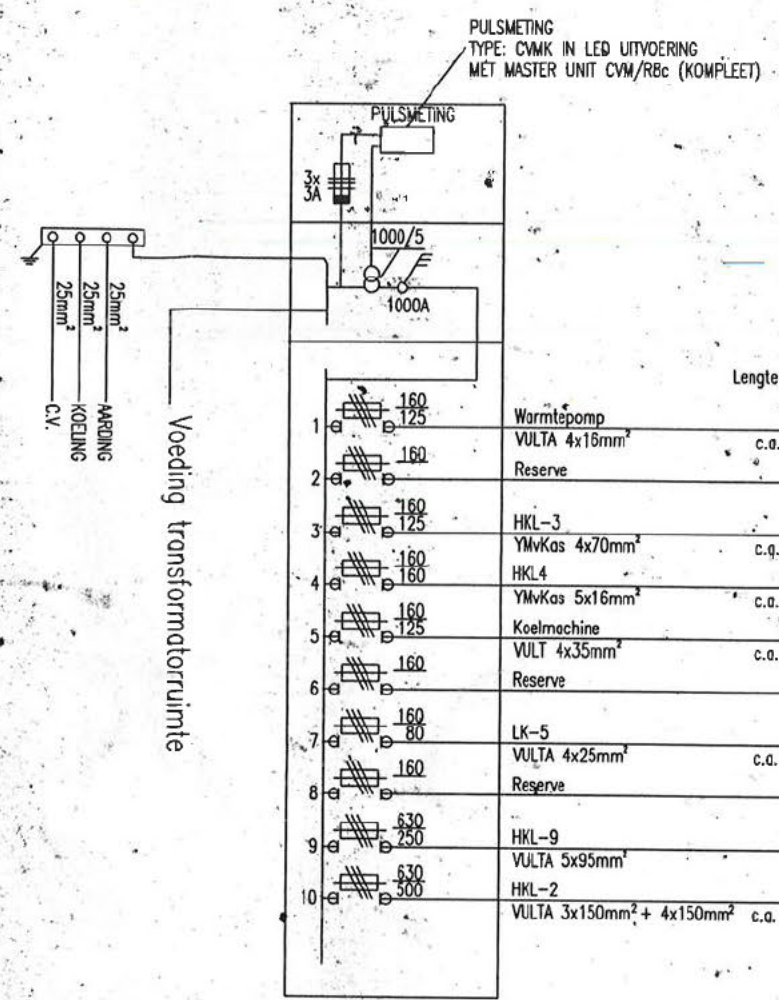 PULSMETING
TYPE: CVMK IN LED UITVOERING
MET MASTER UNIT CVM/R8c (KOMPLEET)
PULSMETING
3x
3A
1000/5
1000A
25mm²
25mm²
25mm²
AARDING
KOELING
C.V.
Voeding transformatorruimte
Lengte
1
160
125
Warmtepomp
VULTA 4x16mm²
c.a.
2
160
Reserve
3
160
125
HKL-3
YMvKas 4x70mm²
c.a.
4
160
160
HKL4
YMvKas 5x16mm²
c.a.
5
160
125
Koelmachine
VULT 4x35mm²
c.a.
6
160
Reserve
7
160
80
LK-5
VULTA 4x25mm²
c.a.
8
160
Reserve
9
630
250
HKL-9
VULTA 5x95mm²
10
630
500
HKL-2
VULTA 3x150mm² + 4x150mm²
c.a.